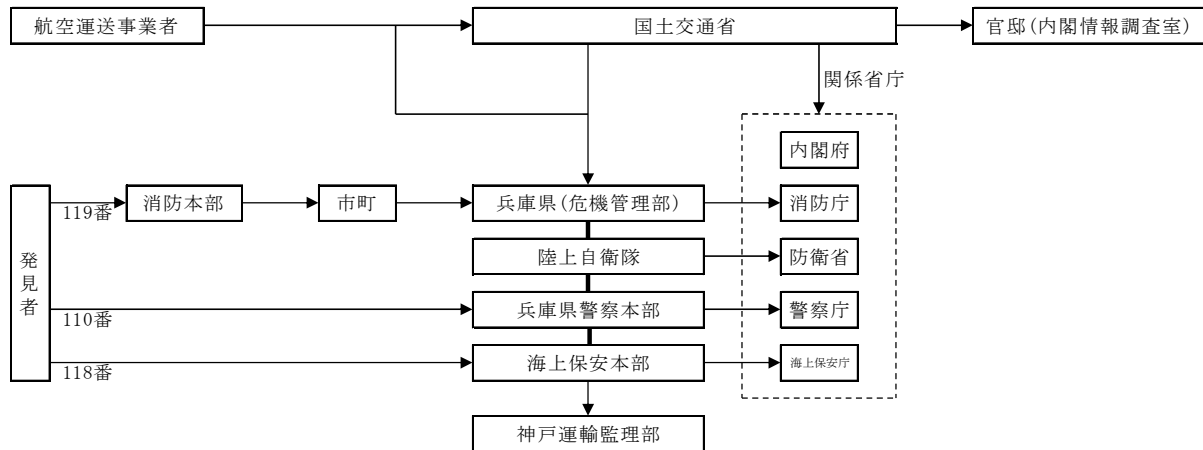 航空運送事業者
国土交通省
官邸(内閣情報調査室)
関係省庁
内閣府
発見者
119番
消防本部
市町
兵庫県(危機管理部)
消防庁
陸上自衛隊
防衛省
110番
兵庫県警察本部
警察庁
118番
海上保安本部
海上保安庁
神戸運輸監理部